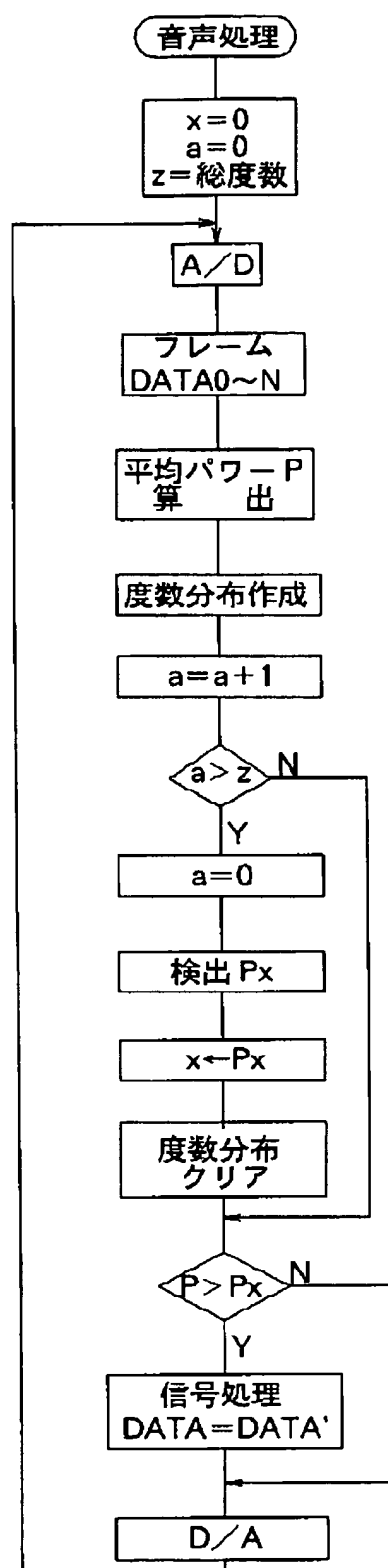 音声処理
x=0
a=0
z=総度数
A/D
フレーム
DATA0~N
平均パワーP
算 出
度数分布作成
a=a+1
a>z
N
Y
a=0
検出Px
x←Px
度数分布
クリア
P>Px
N
Y
信号処理
DATA=DATA'
D/A